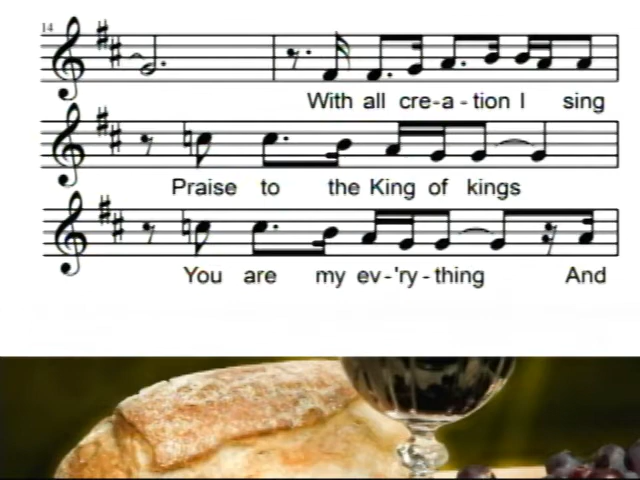 14
With all cre-a-tion I sing
Praise to the King of kings
You are my ev-'ry-thing And